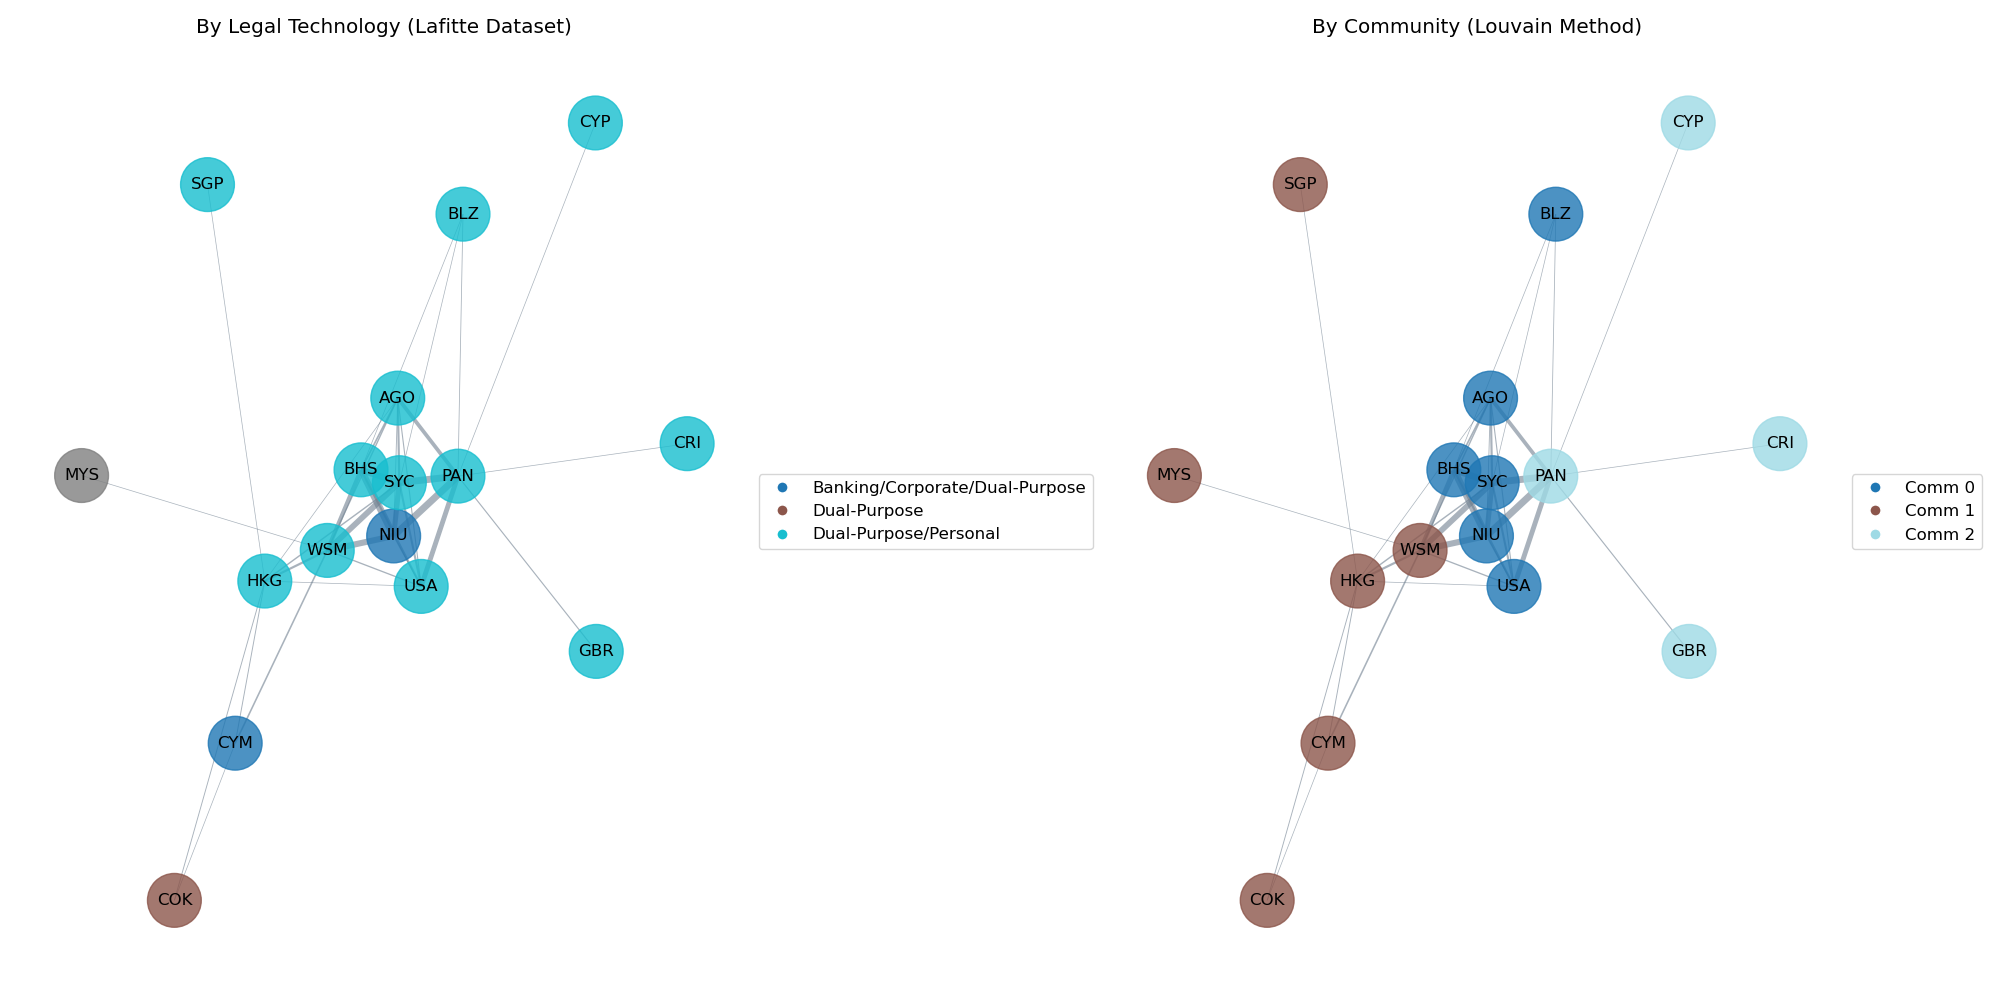 By Legal Technology (Lafitte Dataset)
CYP
SGP
BLZ
AGO
CRI
BHS
PAN
MYS
SYC
NIU
WSM
HKG
USA
GBR
CYM
COK
Banking/Corporate/Dual-Purpose
Dual-Purpose
Dual-Purpose/Personal
By Community (Louvain Method)
CYP
SGP
BLZ
AGO
CRI
BHS
PAN
MYS
SYC
NIU
WSM
HKG
USA
GBR
CYM
COK
Comm 0
Comm 1
Comm 2